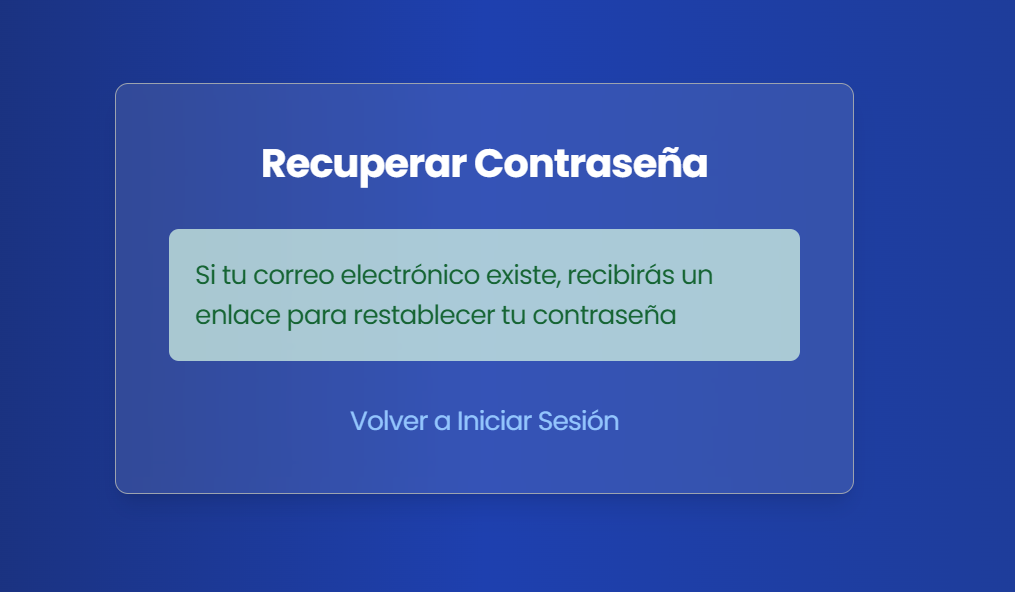 Recuperar Contraseña
Si tu correo electrónico existe, recibirás un
enlace para restablecer tu contraseña
Volver a Iniciar Sesión